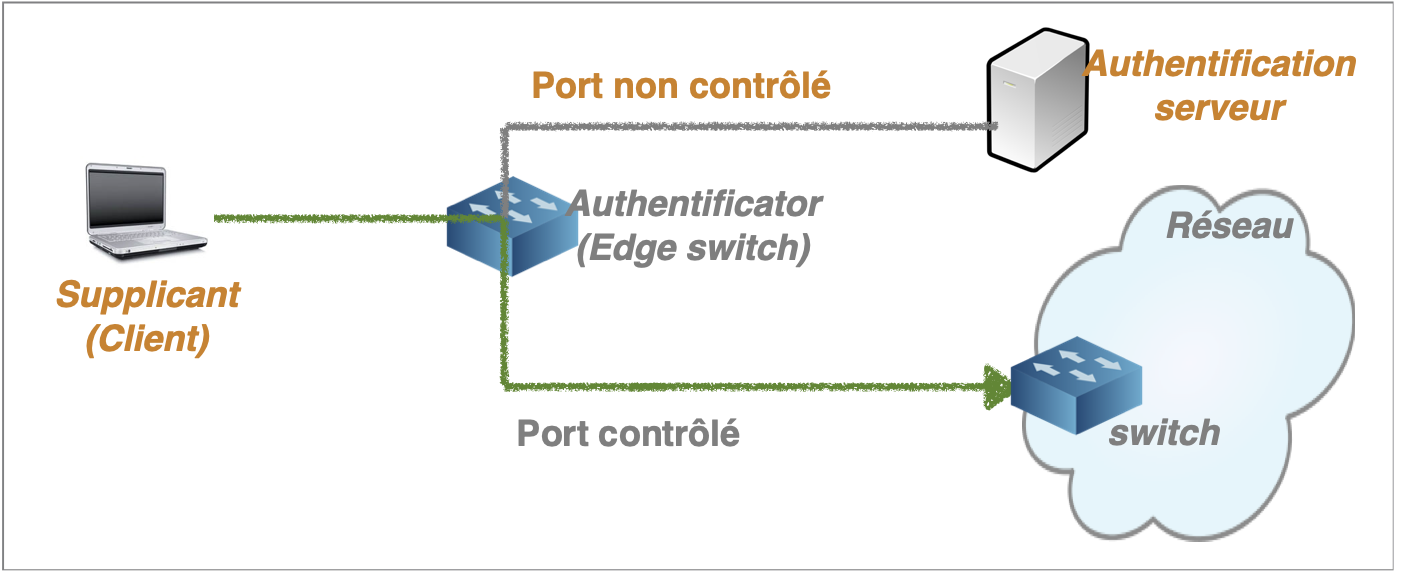 Port non contrôlé
Authentification
serveur
Authentificator
(Edge switch)
Réseau
Supplicant
(Client)
Port contrôlé
switch